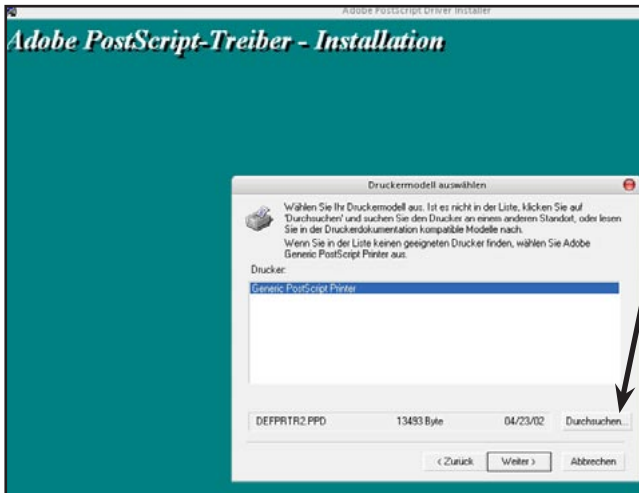 Adobe PostScript Driver Installer
Adobe PostScript-Treiber - Installation
Druckermodell auswählen
Wählen Sie Ihr Druckermodell aus. Ist es nicht in der Liste, klicken Sie auf
'Durchsuchen' und suchen Sie den Drucker an einem anderen Standort, oder lesen
Sie in der Druckerdokumentation kompatible Modelle nach.
Wenn Sie in der Liste keinen geeigneten Drucker finden, wählen Sie Adobe
Generic PostScript Printer aus.
Drucker:
Generic PostScript Printer
DEFPRTR2.PPD 13493 Byte 04/23/02 Durchsuchen...
< Zurück Weiter > Abbrechen